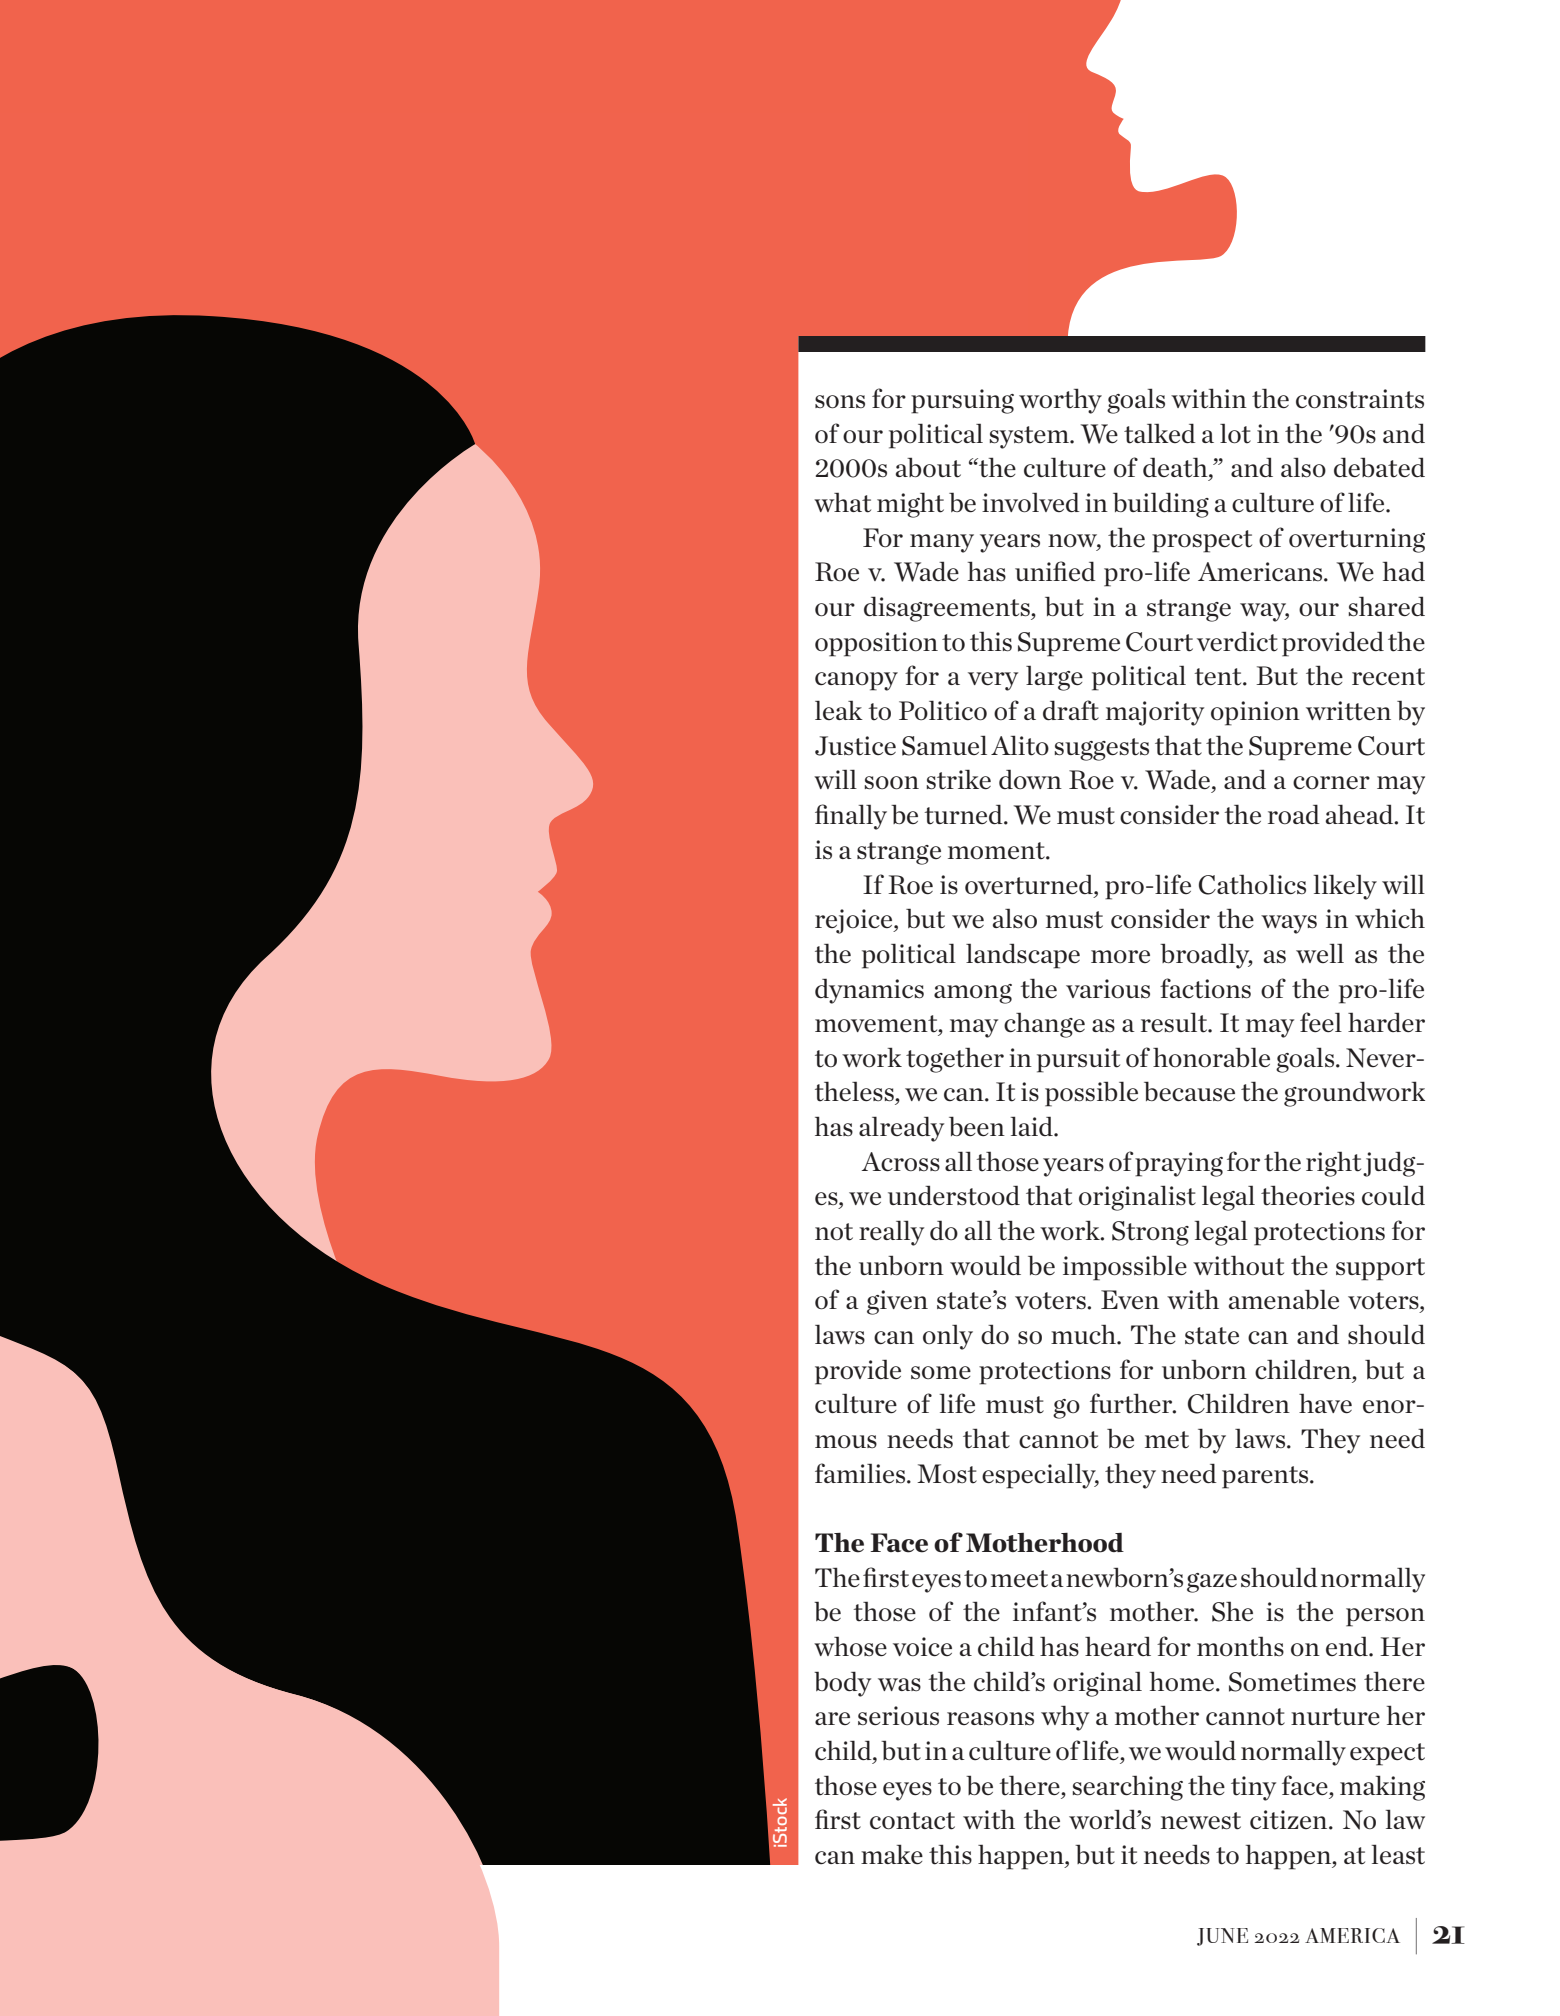 sons for pursuing worthy goals within the constraints
of our political system. We talked a lot in the ’90s and
2000s about “the culture of death,” and also debated
what might be involved in building a culture of life.
For many years now, the prospect of overturning
Roe v. Wade has unified pro-life Americans. We had
our disagreements, but in a strange way, our shared
opposition to this Supreme Court verdict provided the
canopy for a very large political tent. But the recent
leak to Politico of a draft majority opinion written by
Justice Samuel Alito suggests that the Supreme Court
will soon strike down Roe v. Wade, and a corner may
finally be turned. We must consider the road ahead. It
is a strange moment.
If Roe is overturned, pro-life Catholics likely will
rejoice, but we also must consider the ways in which
the political landscape more broadly, as well as the
dynamics among the various factions of the pro-life
movement, may change as a result. It may feel harder
to work together in pursuit of honorable goals. Never-
theless, we can. It is possible because the groundwork
has already been laid.
Across all those years of praying for the right judg-
es, we understood that originalist legal theories could
not really do all the work. Strong legal protections for
the unborn would be impossible without the support
of a given state’s voters. Even with amenable voters,
laws can only do so much. The state can and should
provide some protections for unborn children, but a
culture of life must go further. Children have enor-
mous needs that cannot be met by laws. They need
families. Most especially, they need parents.
The Face of Motherhood
The first eyes to meet a newborn’s gaze should normally
be those of the infant’s mother. She is the person
whose voice a child has heard for months on end. Her
body was the child’s original home. Sometimes there
are serious reasons why a mother cannot nurture her
child, but in a culture of life, we would normally expect
those eyes to be there, searching the tiny face, making
first contact with the world’s newest citizen. No law
can make this happen, but it needs to happen, at least
iStock
JUNE 2022 AMERICA | 21